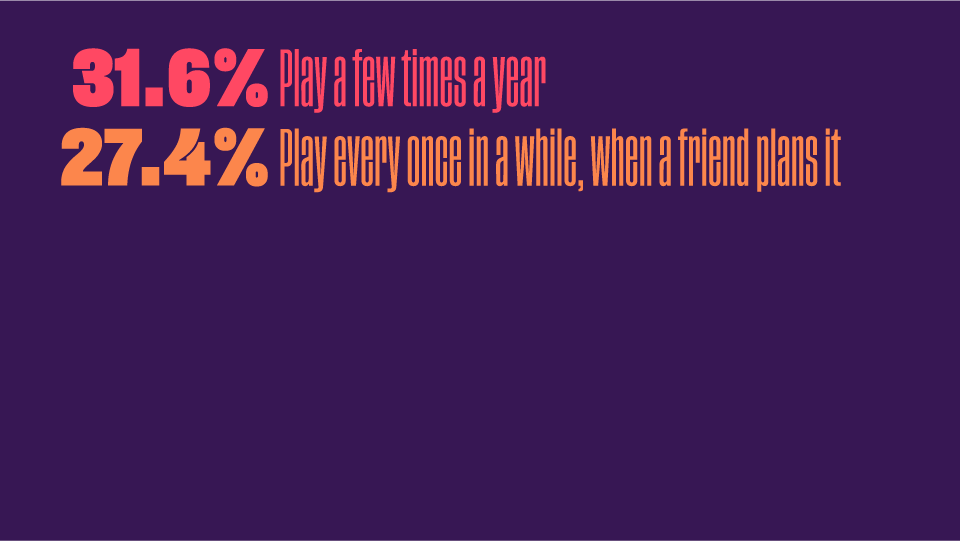 31.6% Play a few times a year
27.4% Play every once in a while, when a friend plans it